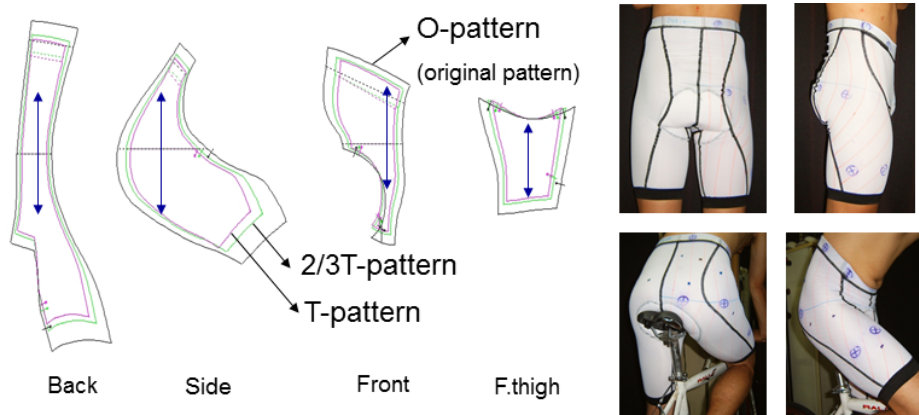 O-pattern
(original pattern)
2/3T-pattern
T-pattern
Back
Side
Front
F.thigh